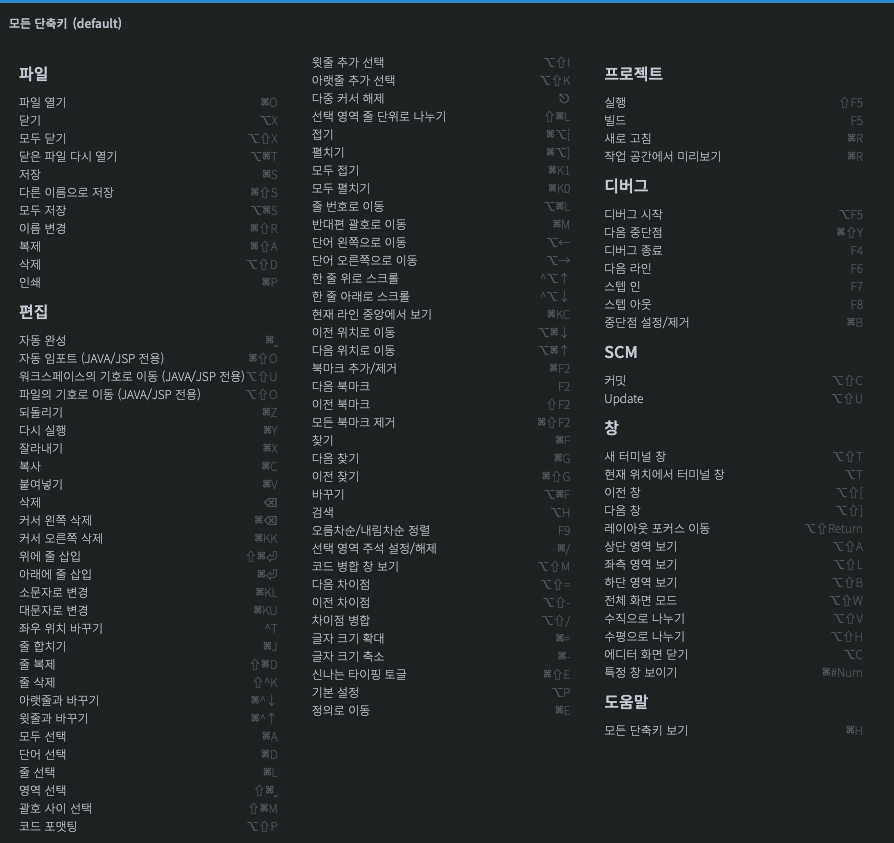 모든 단축키 (default)
파일
파일 열기 ⌘O
닫기 ⌥X
모두 닫기 ⌥⇧X
닫은 파일 다시 열기 ⌥⌘T
저장 ⌘S
다른 이름으로 저장 ⌘⇧S
모두 저장 ⌥⌘S
이름 변경 ⌘⇧R
복제 ⌘⇧A
삭제 ⌥⇧D
인쇄 ⌘P
편집
자동 완성 ⌘␣
자동 임포트 (JAVA/JSP 전용) ⌘⇧O
워크스페이스의 기호로 이동 (JAVA/JSP 전용) ⌥⇧U
파일의 기호로 이동 (JAVA/JSP 전용) ⌥⇧O
되돌리기 ⌘Z
다시 실행 ⌘Y
잘라내기 ⌘X
복사 ⌘C
붙여넣기 ⌘V
삭제 ⌫
커서 왼쪽 삭제 ⌘⌫
커서 오른쪽 삭제 ⌘KK
위에 줄 삽입 ⇧⌘⏎
아래에 줄 삽입 ⌘⏎
소문자로 변경 ⌘KL
대문자로 변경 ⌘KU
좌우 위치 바꾸기 ^T
줄 합치기 ⌘J
줄 복제 ⇧⌘D
줄 삭제 ⇧^K
아랫줄과 바꾸기 ⌘^↓
윗줄과 바꾸기 ⌘^↑
모두 선택 ⌘A
단어 선택 ⌘D
줄 선택 ⌘L
영역 선택 ⇧⌘␣
괄호 사이 선택 ⇧⌘M
코드 포맷팅 ⌥⇧P
윗줄 추가 선택 ⌥⇧I
아랫줄 추가 선택 ⌥⇧K
다중 커서 해제 ⎋
선택 영역 줄 단위로 나누기 ⇧⌘L
접기 ⌘⌥[
펼치기 ⌘⌥]
모두 접기 ⌘K1
모두 펼치기 ⌘K0
줄 번호로 이동 ⌥⌘L
반대편 괄호로 이동 ⌘M
단어 왼쪽으로 이동 ⌥←
단어 오른쪽으로 이동 ⌥→
한 줄 위로 스크롤 ^⌥↑
한 줄 아래로 스크롤 ^⌥↓
현재 라인 중앙에서 보기 ⌘KC
이전 위치로 이동 ⌥⌘↓
다음 위치로 이동 ⌥⌘↑
북마크 추가/제거 ⌘F2
다음 북마크 F2
이전 북마크 ⇧F2
모든 북마크 제거 ⌘⇧F2
찾기 ⌘F
다음 찾기 ⌘G
이전 찾기 ⌘⇧G
바꾸기 ⌥⌘F
검색 ⌥H
오름차순/내림차순 정렬 F9
선택 영역 주석 설정/해제 ⌘/
코드 병합 창 보기 ⌥⇧M
다음 차이점 ⌥⇧=
이전 차이점 ⌥⇧-
차이점 병합 ⌥⇧/
글자 크기 확대 ⌘=
글자 크기 축소 ⌘-
신나는 타이핑 토글 ⌘⇧E
기본 설정 ⌥P
정의로 이동 ⌘E
프로젝트
실행 ⇧F5
빌드 F5
새로 고침 ⌘R
작업 공간에서 미리보기 ⌘R
디버그
디버그 시작 ⌥F5
다음 중단점 ⌘⇧Y
디버그 종료 F4
다음 라인 F6
스텝 인 F7
스텝 아웃 F8
중단점 설정/제거 ⌘B
SCM
커밋 ⌥⇧C
Update ⌥⇧U
창
새 터미널 창 ⌥⇧T
현재 위치에서 터미널 창 ⌥T
이전 창 ⌥⇧[
다음 창 ⌥⇧]
레이아웃 포커스 이동 ⌥⇧Return
상단 영역 보기 ⌥⇧A
좌측 영역 보기 ⌥⇧L
하단 영역 보기 ⌥⇧B
전체 화면 모드 ⌥⇧W
수직으로 나누기 ⌥⇧V
수평으로 나누기 ⌥⇧H
에디터 화면 닫기 ⌥C
특정 창 보이기 ⌘#Num
도움말
모든 단축키 보기 ⌘H